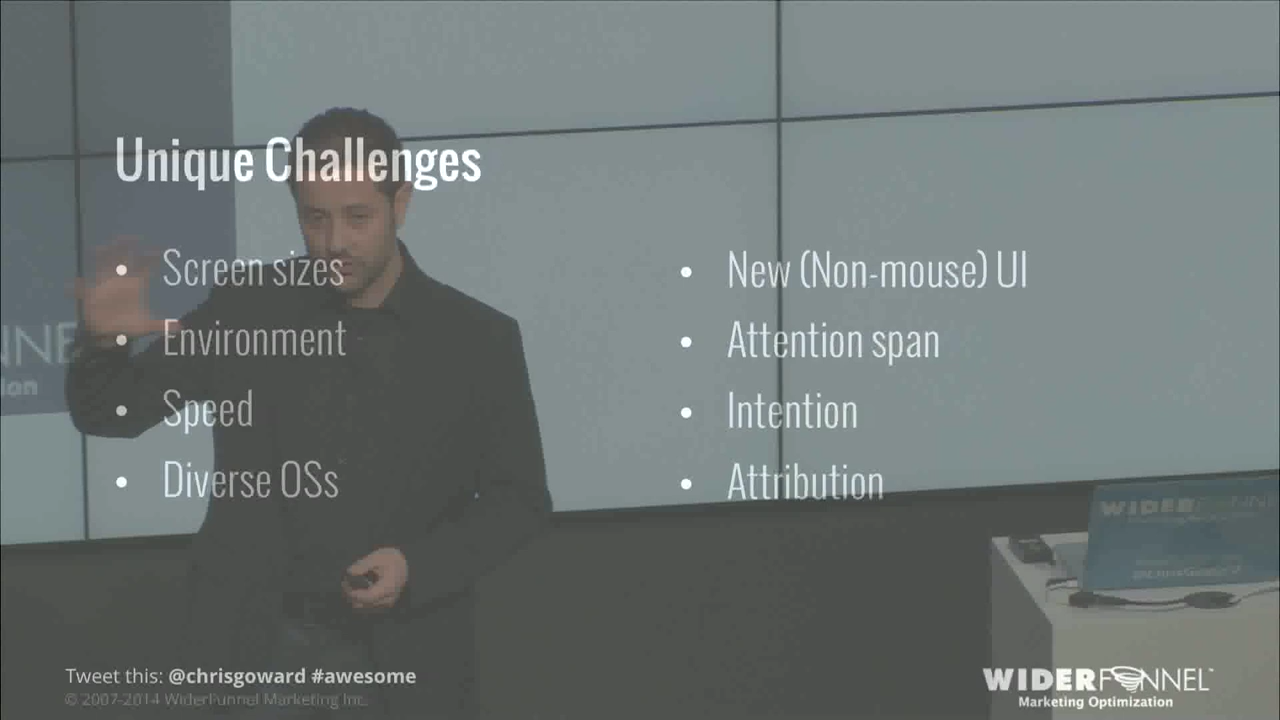 Unique Challenges
• Screen sizes
• Environment
• Speed
• Diverse OSs
• New (Non-mouse) UI
• Attention span
• Intention
• Attribution
Tweet this: @chrisgoward #awesome
© 2007-2014 WiderFunnel Marketing Inc.
WIDERFUNNEL
Marketing Optimization
WIDERFUNNEL